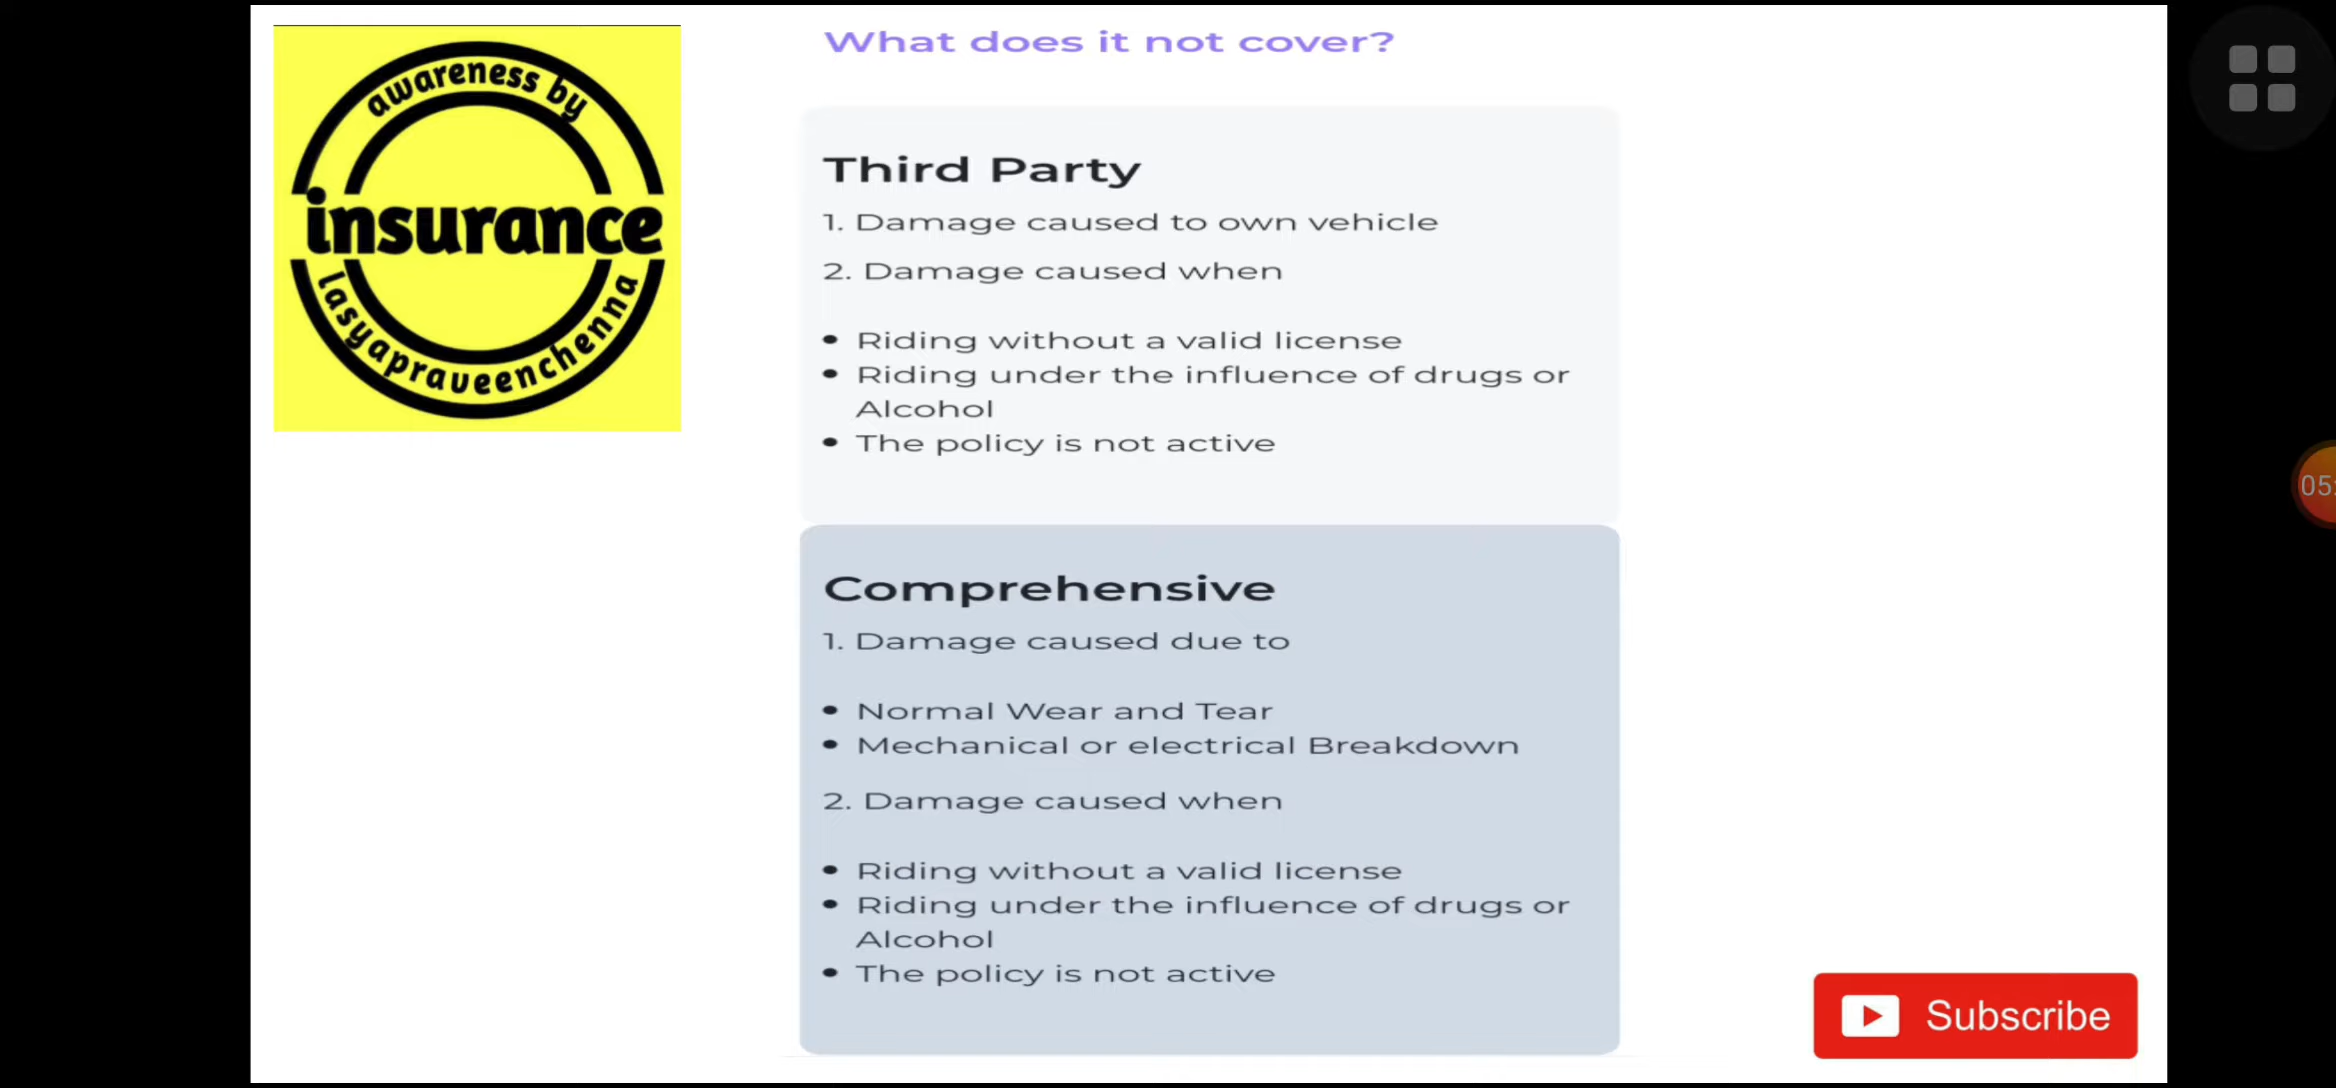 awareness by
insurance
lasyapraveenchenna
What does it not cover?
Third Party
1. Damage caused to own vehicle
2. Damage caused when
• Riding without a valid license
• Riding under the influence of drugs or
Alcohol
• The policy is not active
Comprehensive
1. Damage caused due to
• Normal Wear and Tear
• Mechanical or electrical Breakdown
2. Damage caused when
• Riding without a valid license
• Riding under the influence of drugs or
Alcohol
• The policy is not active
05:
Subscribe